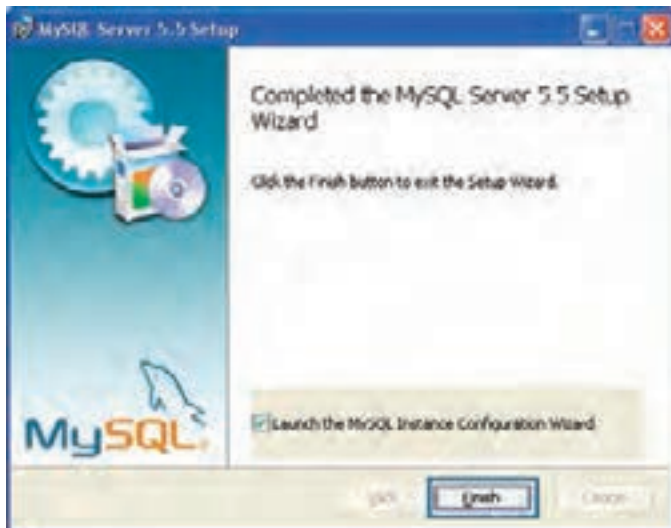 MySQL Server 5.5 Setup
Completed the MySQL Server 5.5 Setup
Wizard
Click the Finish button to exit the Setup Wizard.
MySQL
Launch the MySQL Instance Configuration Wizard
Back
Finish
Cancel